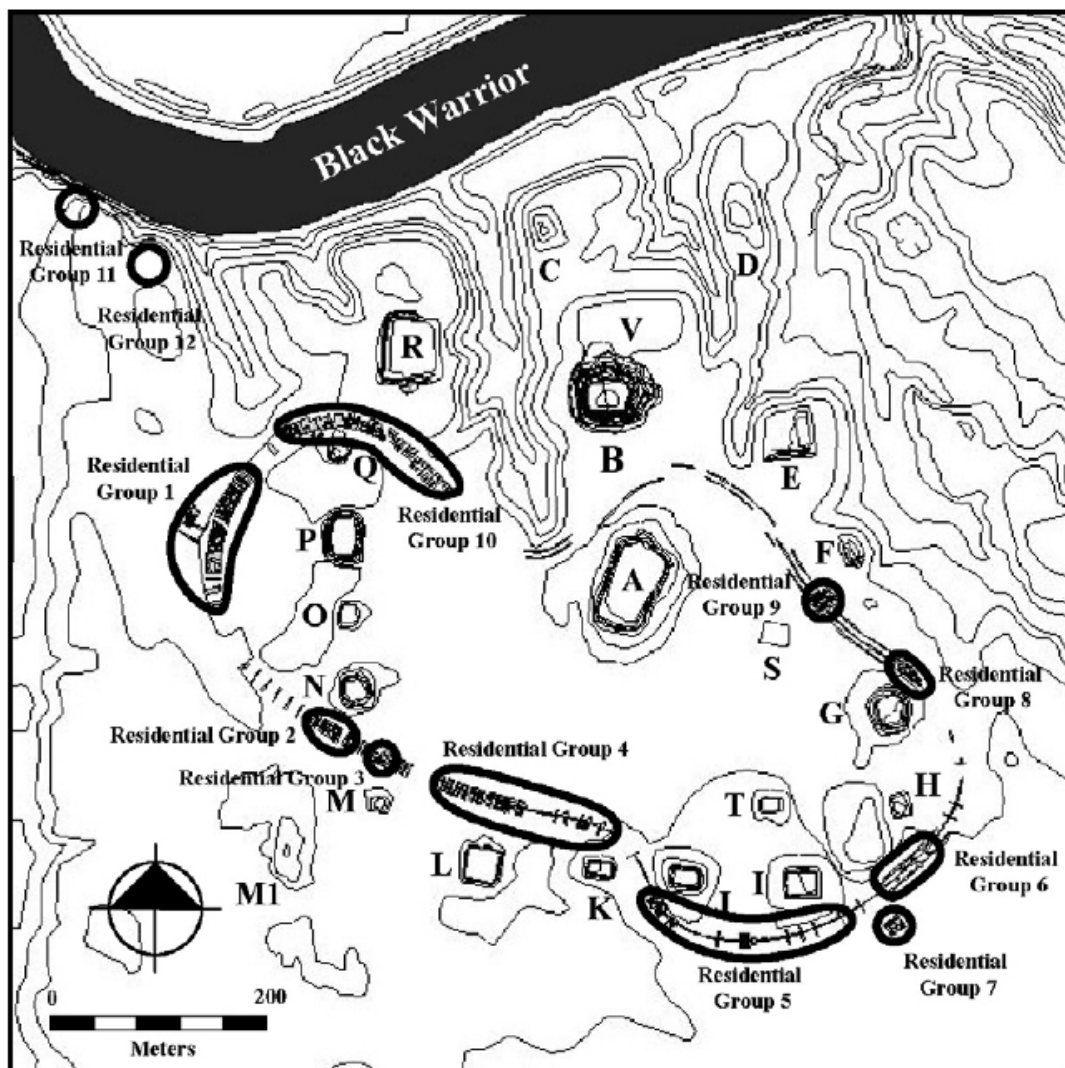 Black Warrior
Residential
Group 11
Residential
Group 12
C
D
V
R
B
E
Residential
Group 1
Q
Residential
Group 10
P
F
A
Residential
Group 9
O
S
N
Residential
Group 8
G
Residential Group 2
Residential Group 4
Residential Group 3
M
T
H
L
K
J
I
Residential
Group 6
M1
Residential
Group 5
Residential
Group 7
0
200
Meters